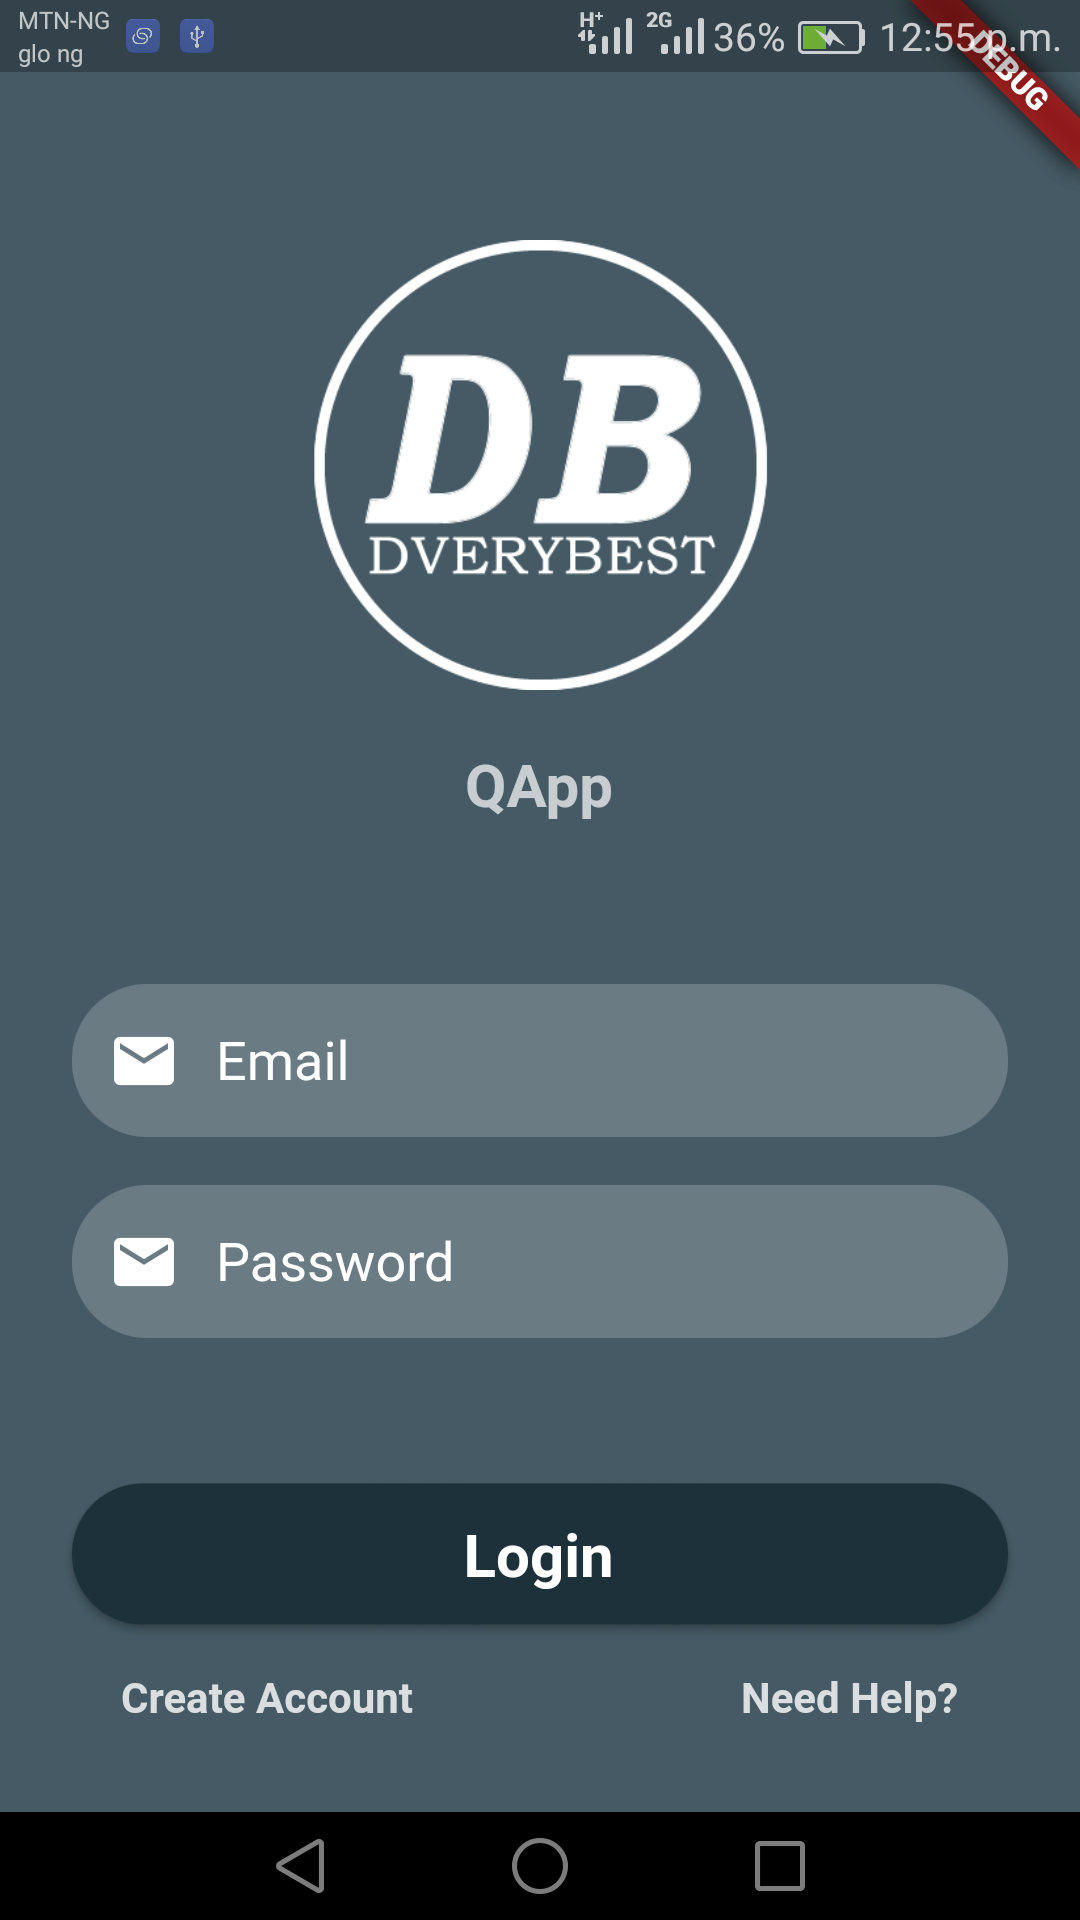 MTN-NG
glo ng
H+ 2G 36% 12:55 p.m.
DEBUG
DB
DVERYBEST
QApp
Email
Password
Login
Create Account
Need Help?